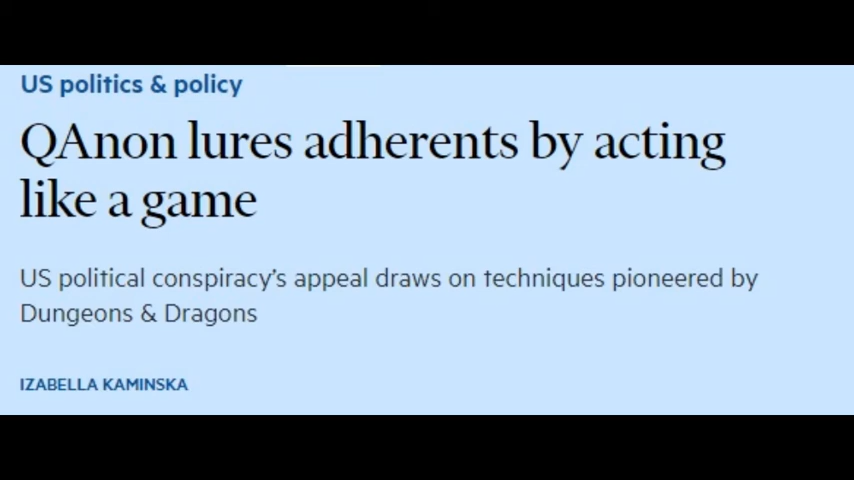 US politics & policy
QAnon lures adherents by acting
like a game
US political conspiracy's appeal draws on techniques pioneered by
Dungeons & Dragons
IZABELLA KAMINSKA